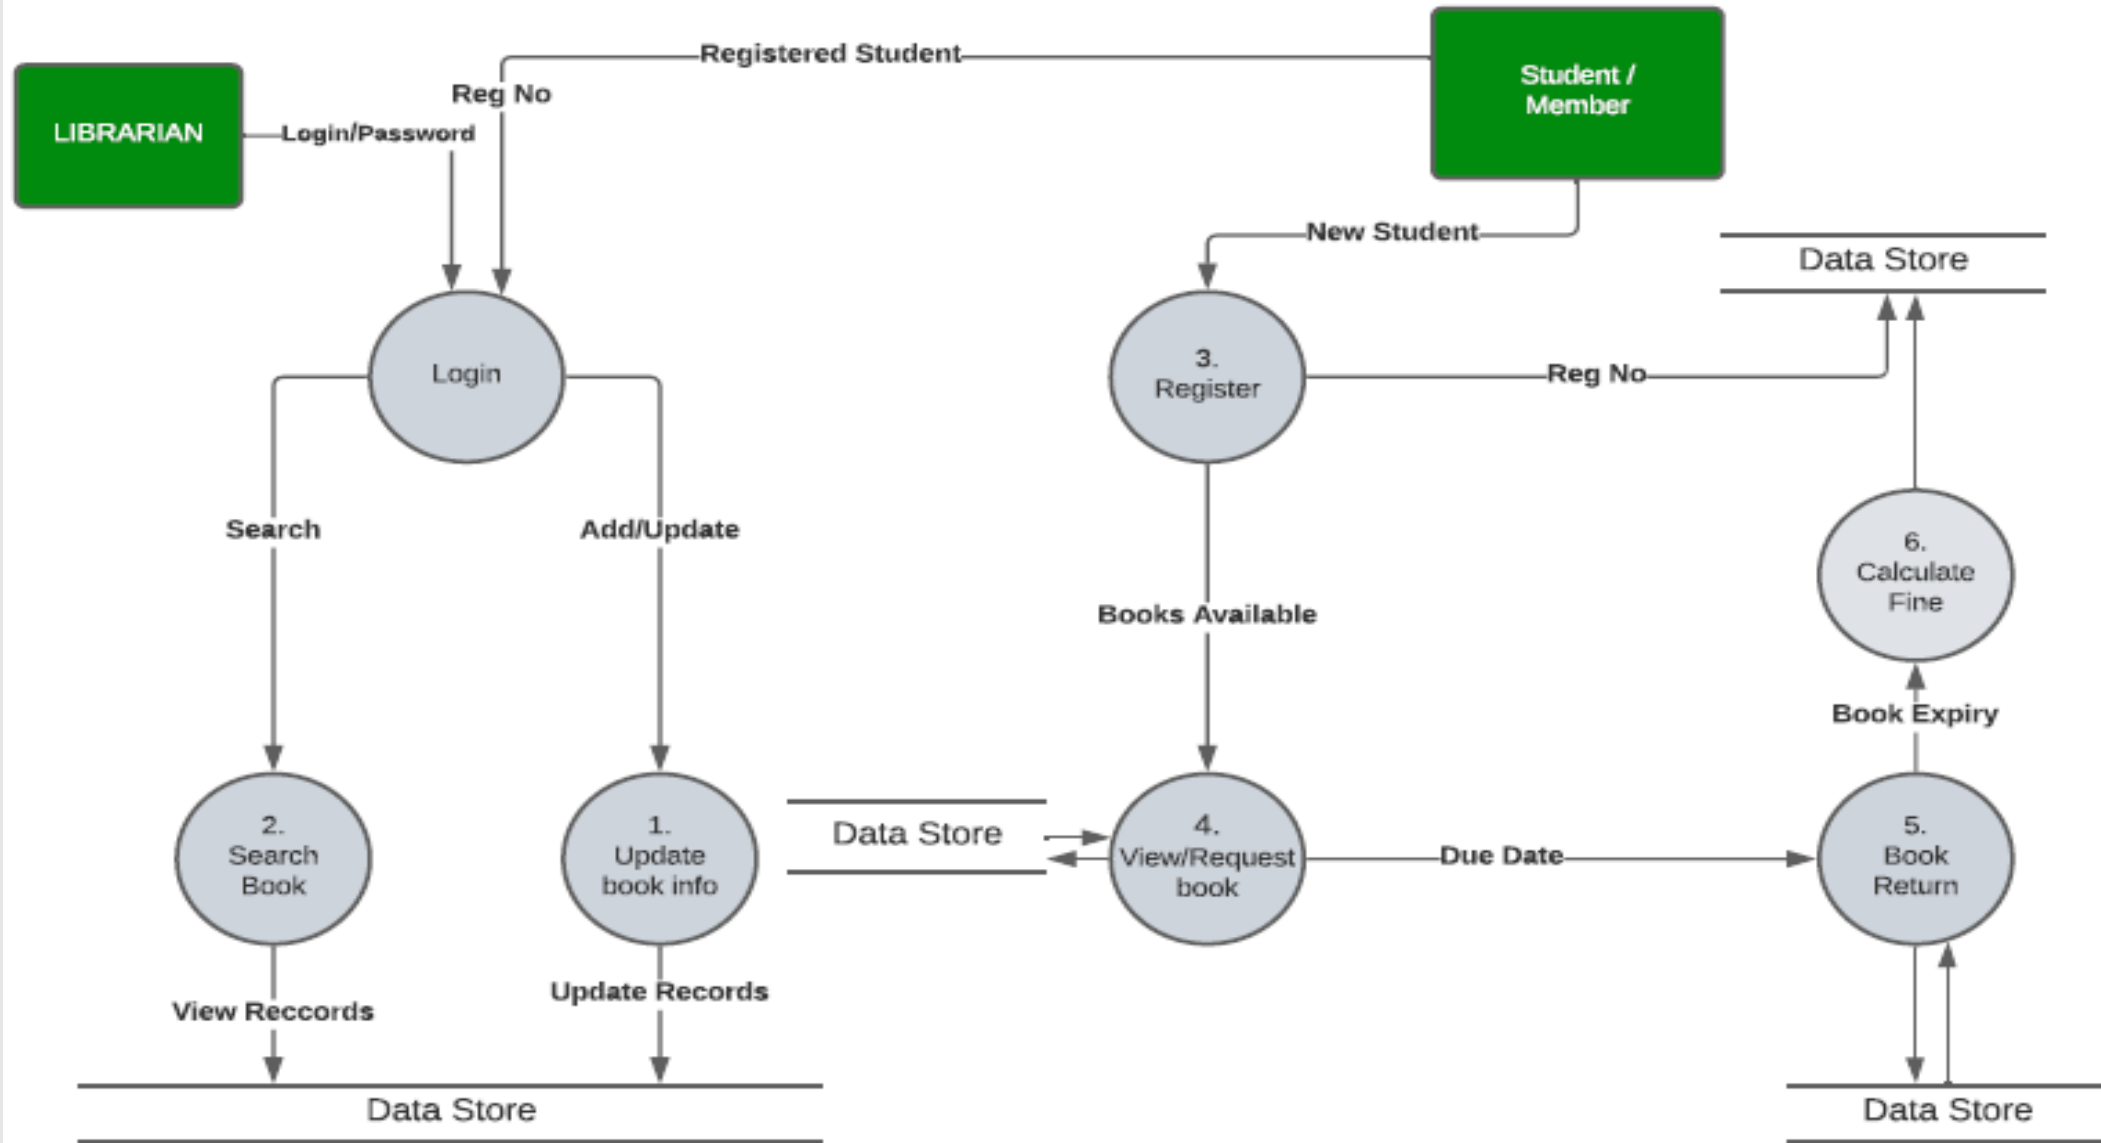 Registered Student
Student /
Member
Reg No
LIBRARIAN
Login/Password
New Student
Data Store
Login
3.
Register
Reg No
Search
Add/Update
6.
Calculate
Fine
Books Available
Book Expiry
2.
Search
Book
1.
Update
book info
Data Store
4.
View/Request
book
Due Date
5.
Book
Return
View Reccords
Update Records
Data Store
Data Store